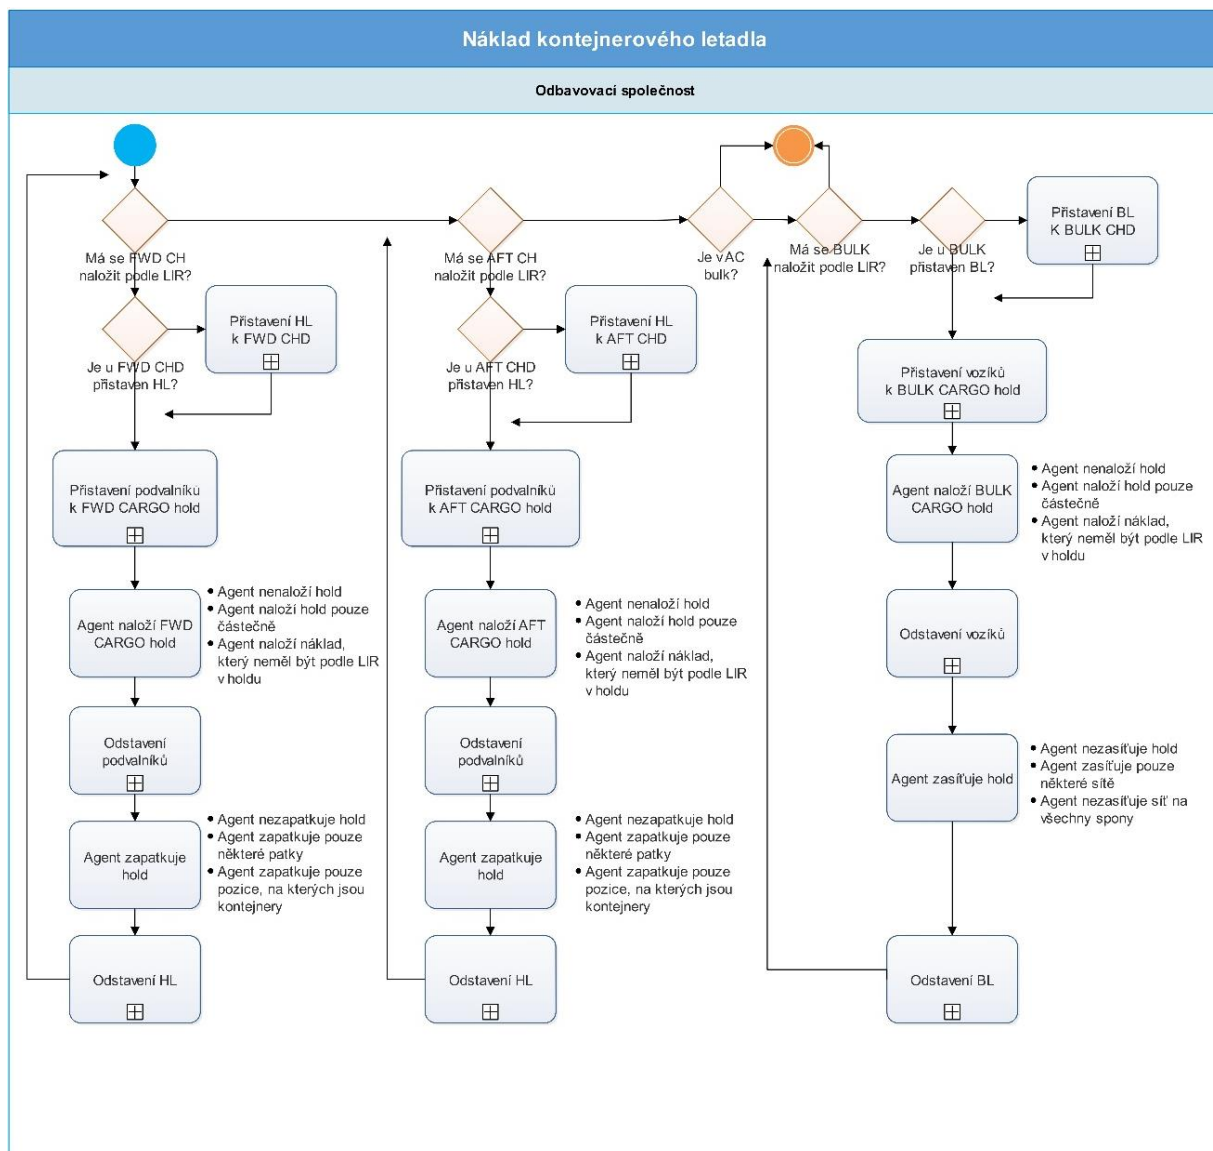 Náklad kontejnerového letadla
Odbavovací společnost
Má se FWD CH
naložit podle LIR?
Je u FWD CHD
přistaven HL?
Přistavení HL
k FWD CHD
Přistavení podvalníků
k FWD CARGO hold
Agent naloží FWD
CARGO hold
• Agent nenaloží hold
• Agent naloží hold pouze
částečně
• Agent naloží náklad,
který neměl být podle LIR
v holdu
Odstavení
podvalníků
Agent zapatkuje
hold
• Agent nezapatkuje hold
• Agent zapatkuje pouze
některé patky
• Agent zapatkuje pouze
pozice, na kterých jsou
kontejnery
Odstavení HL
Má se AFT CH
naložit podle LIR?
Je u AFT CHD
přistaven HL?
Přistavení HL
k AFT CHD
Přistavení podvalníků
k AFT CARGO hold
Agent naloží AFT
CARGO hold
• Agent nenaloží hold
• Agent naloží hold pouze
částečně
• Agent naloží náklad,
který neměl být podle LIR
v holdu
Odstavení
podvalníků
Agent zapatkuje
hold
• Agent nezapatkuje hold
• Agent zapatkuje pouze
některé patky
• Agent zapatkuje pouze
pozice, na kterých jsou
kontejnery
Odstavení HL
Je v AC
bulk?
Má se BULK
naložit podle LIR?
Je u BULK
přistaven BL?
Přistavení BL
K BULK CHD
Přistavení vozíků
k BULK CARGO hold
Agent naloží BULK
CARGO hold
• Agent nenaloží hold
• Agent naloží hold pouze
částečně
• Agent naloží náklad,
který neměl být podle LIR
v holdu
Odstavení vozíků
Agent zasíťuje hold
• Agent nezasíťuje hold
• Agent zasíťuje pouze
některé sítě
• Agent nezasíťuje síť na
všechny spony
Odstavení BL